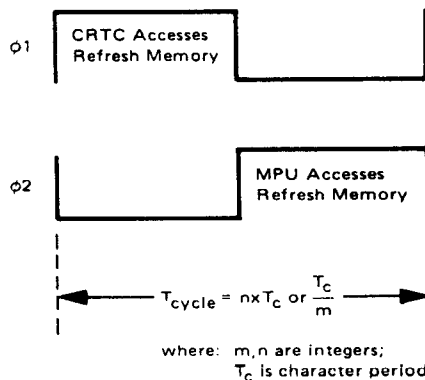 ϕ1
CRTC Accesses
Refresh Memory
ϕ2
MPU Accesses
Refresh Memory
T_cycle = nxT_c or T_c/m
where: m,n are integers;
T_c is character period